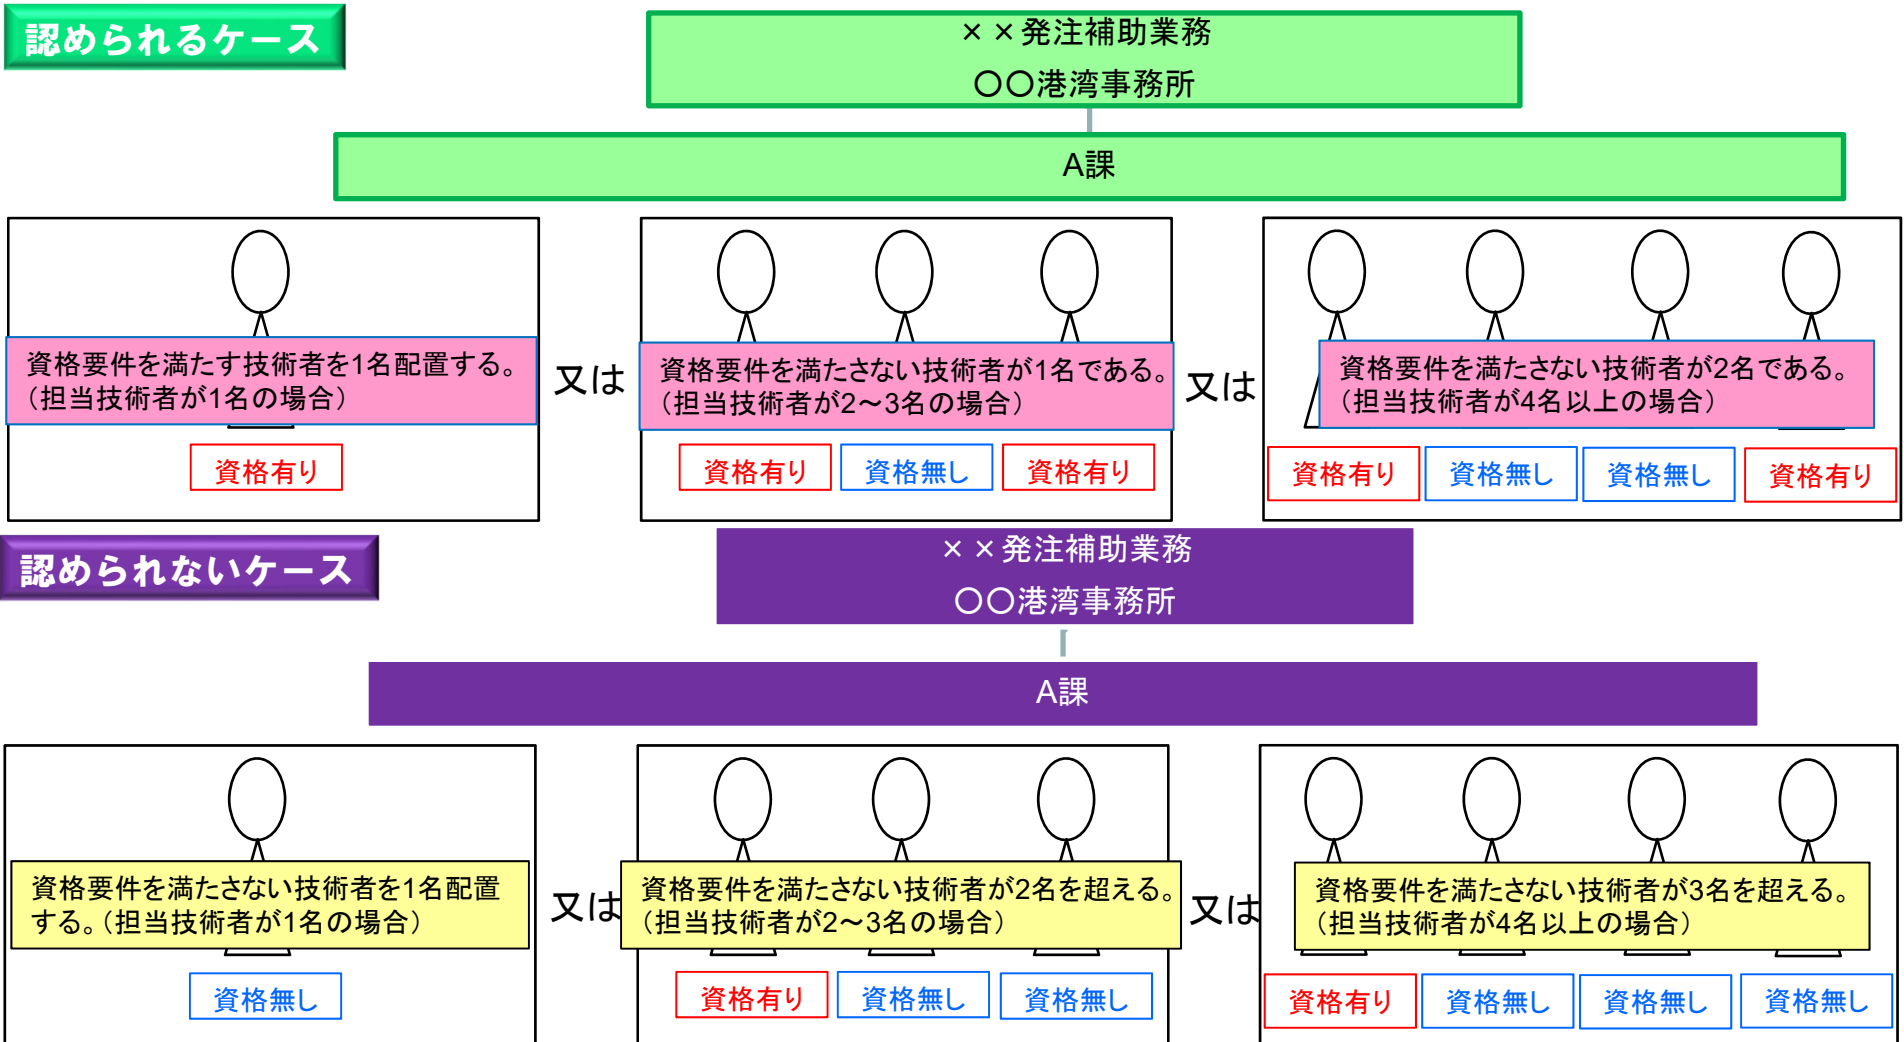 認められるケース
××発注補助業務
〇〇港湾事務所
A課
資格要件を満たす技術者を1名配置する。
（担当技術者が1名の場合）
資格有り
又は
資格要件を満たさない技術者が1名である。
（担当技術者が2～3名の場合）
資格有り
資格無し
資格有り
又は
資格要件を満たさない技術者が2名である。
（担当技術者が4名以上の場合）
資格有り
資格無し
資格無し
資格有り
認められないケース
××発注補助業務
〇〇港湾事務所
A課
資格要件を満たさない技術者を1名配置
する。（担当技術者が1名の場合）
資格無し
又は
資格要件を満たさない技術者が2名を超える。
（担当技術者が2～3名の場合）
資格有り
資格無し
資格無し
又は
資格要件を満たさない技術者が3名を超える。
（担当技術者が4名以上の場合）
資格有り
資格無し
資格無し
資格無し